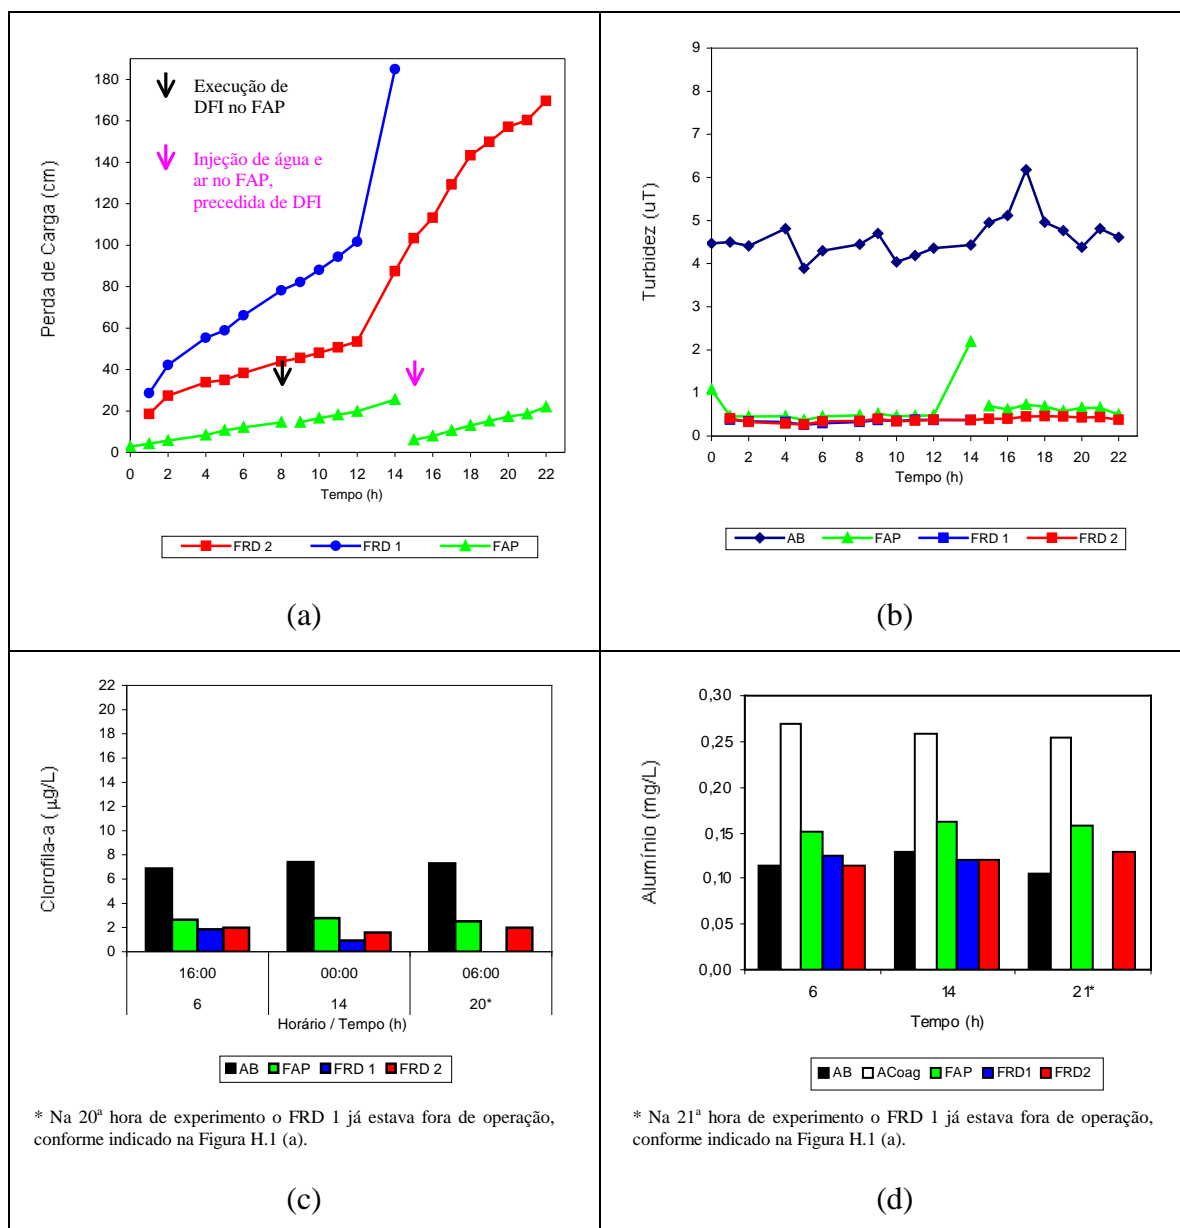 Perda de Carga (cm)
180
160
140
120
100
80
60
40
20
0
Execução de
DFI no FAP
Injeção de água e
ar no FAP,
precedida de DFI
0 2 4 6 8 10 12 14 16 18 20 22
Tempo (h)
FRD 2 FRD 1 FAP
(a)
Turbidez (uT)
9
8
7
6
5
4
3
2
1
0
0 2 4 6 8 10 12 14 16 18 20 22
Tempo (h)
AB FAP FRD 1 FRD 2
(b)
Clorofila-a (µg/L)
22
20
18
16
14
12
10
8
6
4
2
0
16:00 00:00 06:00
6 14 20*
Horário / Tempo (h)
AB FAP FRD 1 FRD 2
* Na 20ª hora de experimento o FRD 1 já estava fora de operação,
conforme indicado na Figura H.1 (a).
(c)
Alumínio (mg/L)
0,30
0,25
0,20
0,15
0,10
0,05
0,00
6 14 21*
Tempo (h)
AB ACoag FAP FRD1 FRD2
* Na 21ª hora de experimento o FRD 1 já estava fora de operação,
conforme indicado na Figura H.1 (a).
(d)